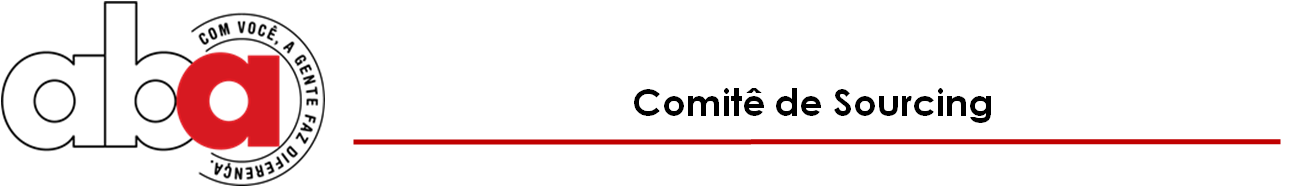 aba
COM VOCÊ, A GENTE FAZ DIFERENÇA.
Comitê de Sourcing